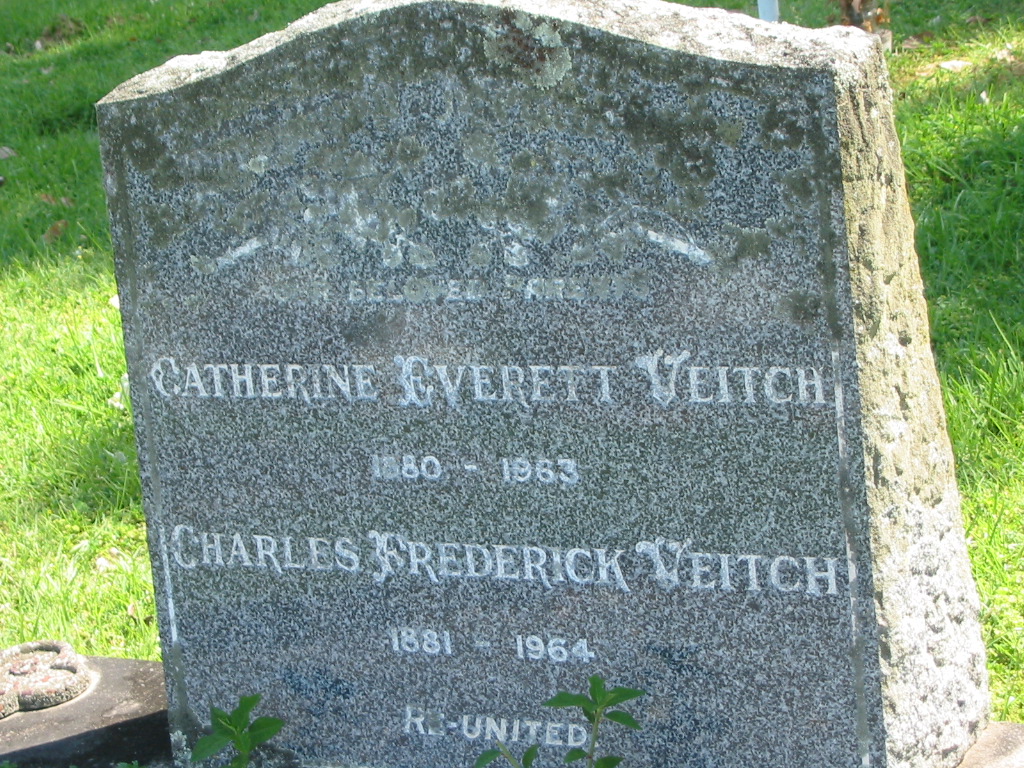 BELOVED PARENTS
CATHERINE EVERETT VEITCH
1880 - 1963
CHARLES FREDERICK VEITCH
1881 - 1964
RE-UNITED